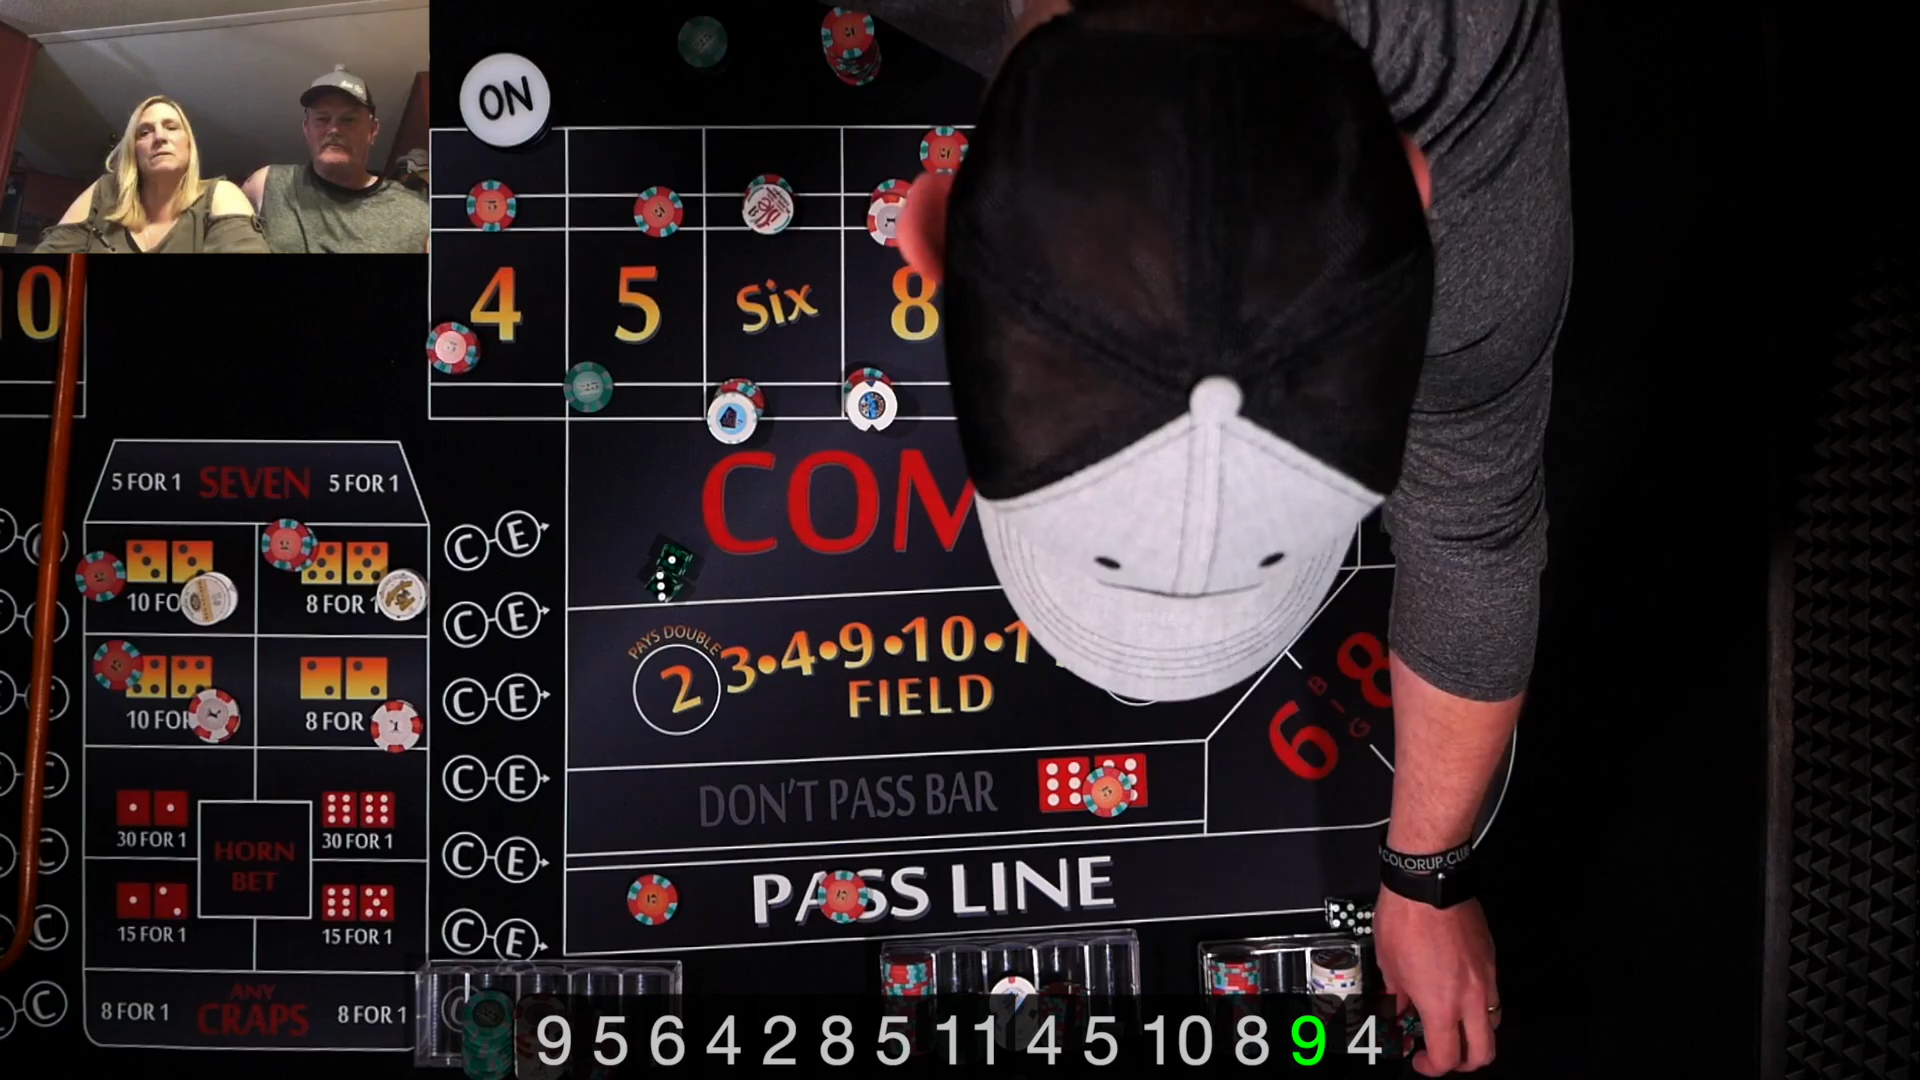 ON
10
4 5 Six 8
5 FOR 1 SEVEN 5 FOR 1
COM
10 FO
8 FOR 1
C E
C E
C E
C E
C E
C E
10 FOR
8 FOR
PAYS DOUBLE
2 3•4•9•10•1
FIELD
6 8
BIG
30 FOR 1
30 FOR 1
HORN
BET
15 FOR 1
15 FOR 1
DON'T PASS BAR
PASS LINE
COLORUP.CLUB
8 FOR 1 ANY CRAPS 8 FOR 1
C
9 5 6 4 2 8 5 11 4 5 10 8 9 4